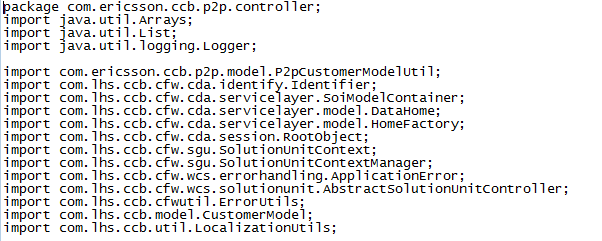 package com.ericsson.ccb.p2p.controller;
import java.util.Arrays;
import java.util.List;
import java.util.logging.Logger;

import com.ericsson.ccb.p2p.model.P2pCustomerModelUtil;
import com.lhs.ccb.cfw.cda.identify.Identifier;
import com.lhs.ccb.cfw.cda.servicelayer.SoiModelContainer;
import com.lhs.ccb.cfw.cda.servicelayer.model.DataHome;
import com.lhs.ccb.cfw.cda.servicelayer.model.HomeFactory;
import com.lhs.ccb.cfw.cda.session.RootObject;
import com.lhs.ccb.cfw.sgu.SolutionUnitContext;
import com.lhs.ccb.cfw.sgu.SolutionUnitContextManager;
import com.lhs.ccb.cfw.wcs.errorhandling.ApplicationError;
import com.lhs.ccb.cfw.wcs.solutionunit.AbstractSolutionUnitController;
import com.lhs.ccb.cfwutil.ErrorUtils;
import com.lhs.ccb.model.CustomerModel;
import com.lhs.ccb.util.LocalizationUtils;